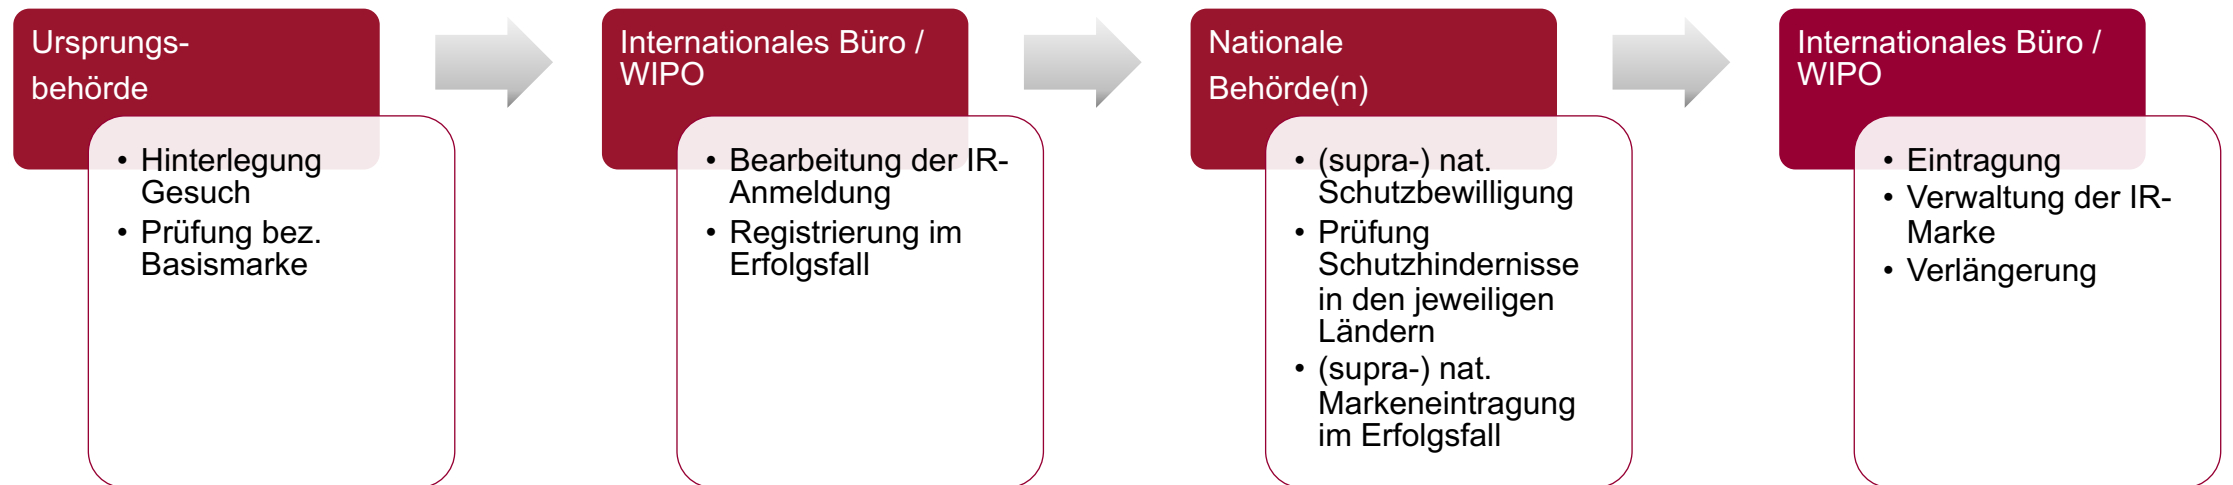 Ursprungs-
behörde
• Hinterlegung
Gesuch
• Prüfung bez.
Basismarke
Internationales Büro /
WIPO
• Bearbeitung der IR-
Anmeldung
• Registrierung im
Erfolgsfall
Nationale
Behörde(n)
• (supra-) nat.
Schutzbewilligung
• Prüfung
Schutzhindernisse
in den jeweiligen
Ländern
• (supra-) nat.
Markeneintragung
im Erfolgsfall
Internationales Büro /
WIPO
• Eintragung
• Verwaltung der IR-
Marke
• Verlängerung